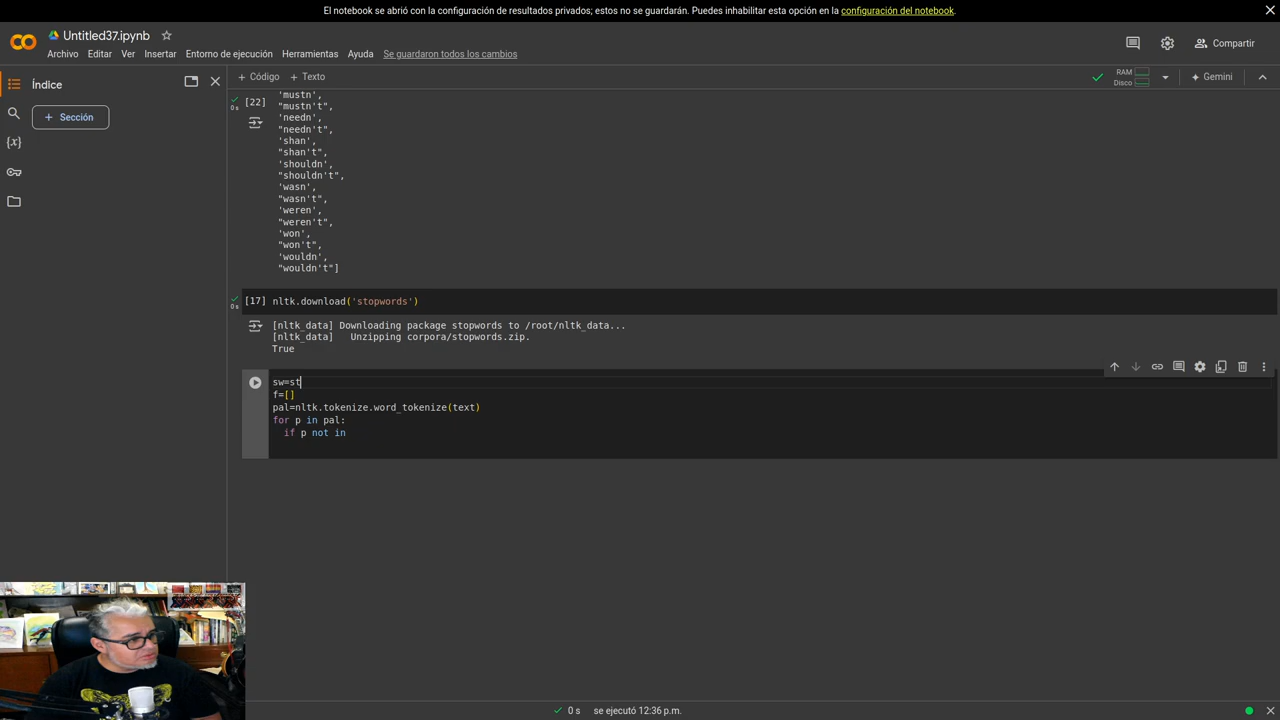 El notebook se abrió con la configuración de resultados privados; estos no se guardarán. Puedes inhabilitar esta opción en la configuración del notebook.
Untitled37.ipynb
Archivo Editar Ver Insertar Entorno de ejecución Herramientas Ayuda Se guardaron todos los cambios
Compartir
Índice
+ Código + Texto
RAM
Disco
Gemini
+ Sección
{x}
[22]
0 s
'mustn',
"mustn't",
'needn',
"needn't",
'shan',
"shan't",
'shouldn',
"shouldn't",
'wasn',
"wasn't",
'weren',
"weren't",
'won',
"won't",
'wouldn',
"wouldn't"]
0 s
[17] nltk.download('stopwords')
[nltk_data] Downloading package stopwords to /root/nltk_data...
[nltk_data]   Unzipping corpora/stopwords.zip.
True
sw=st
f=[]
pal=nltk.tokenize.word_tokenize(text)
for p in pal:
  if p not in
0 s se ejecutó 12:36 p.m.